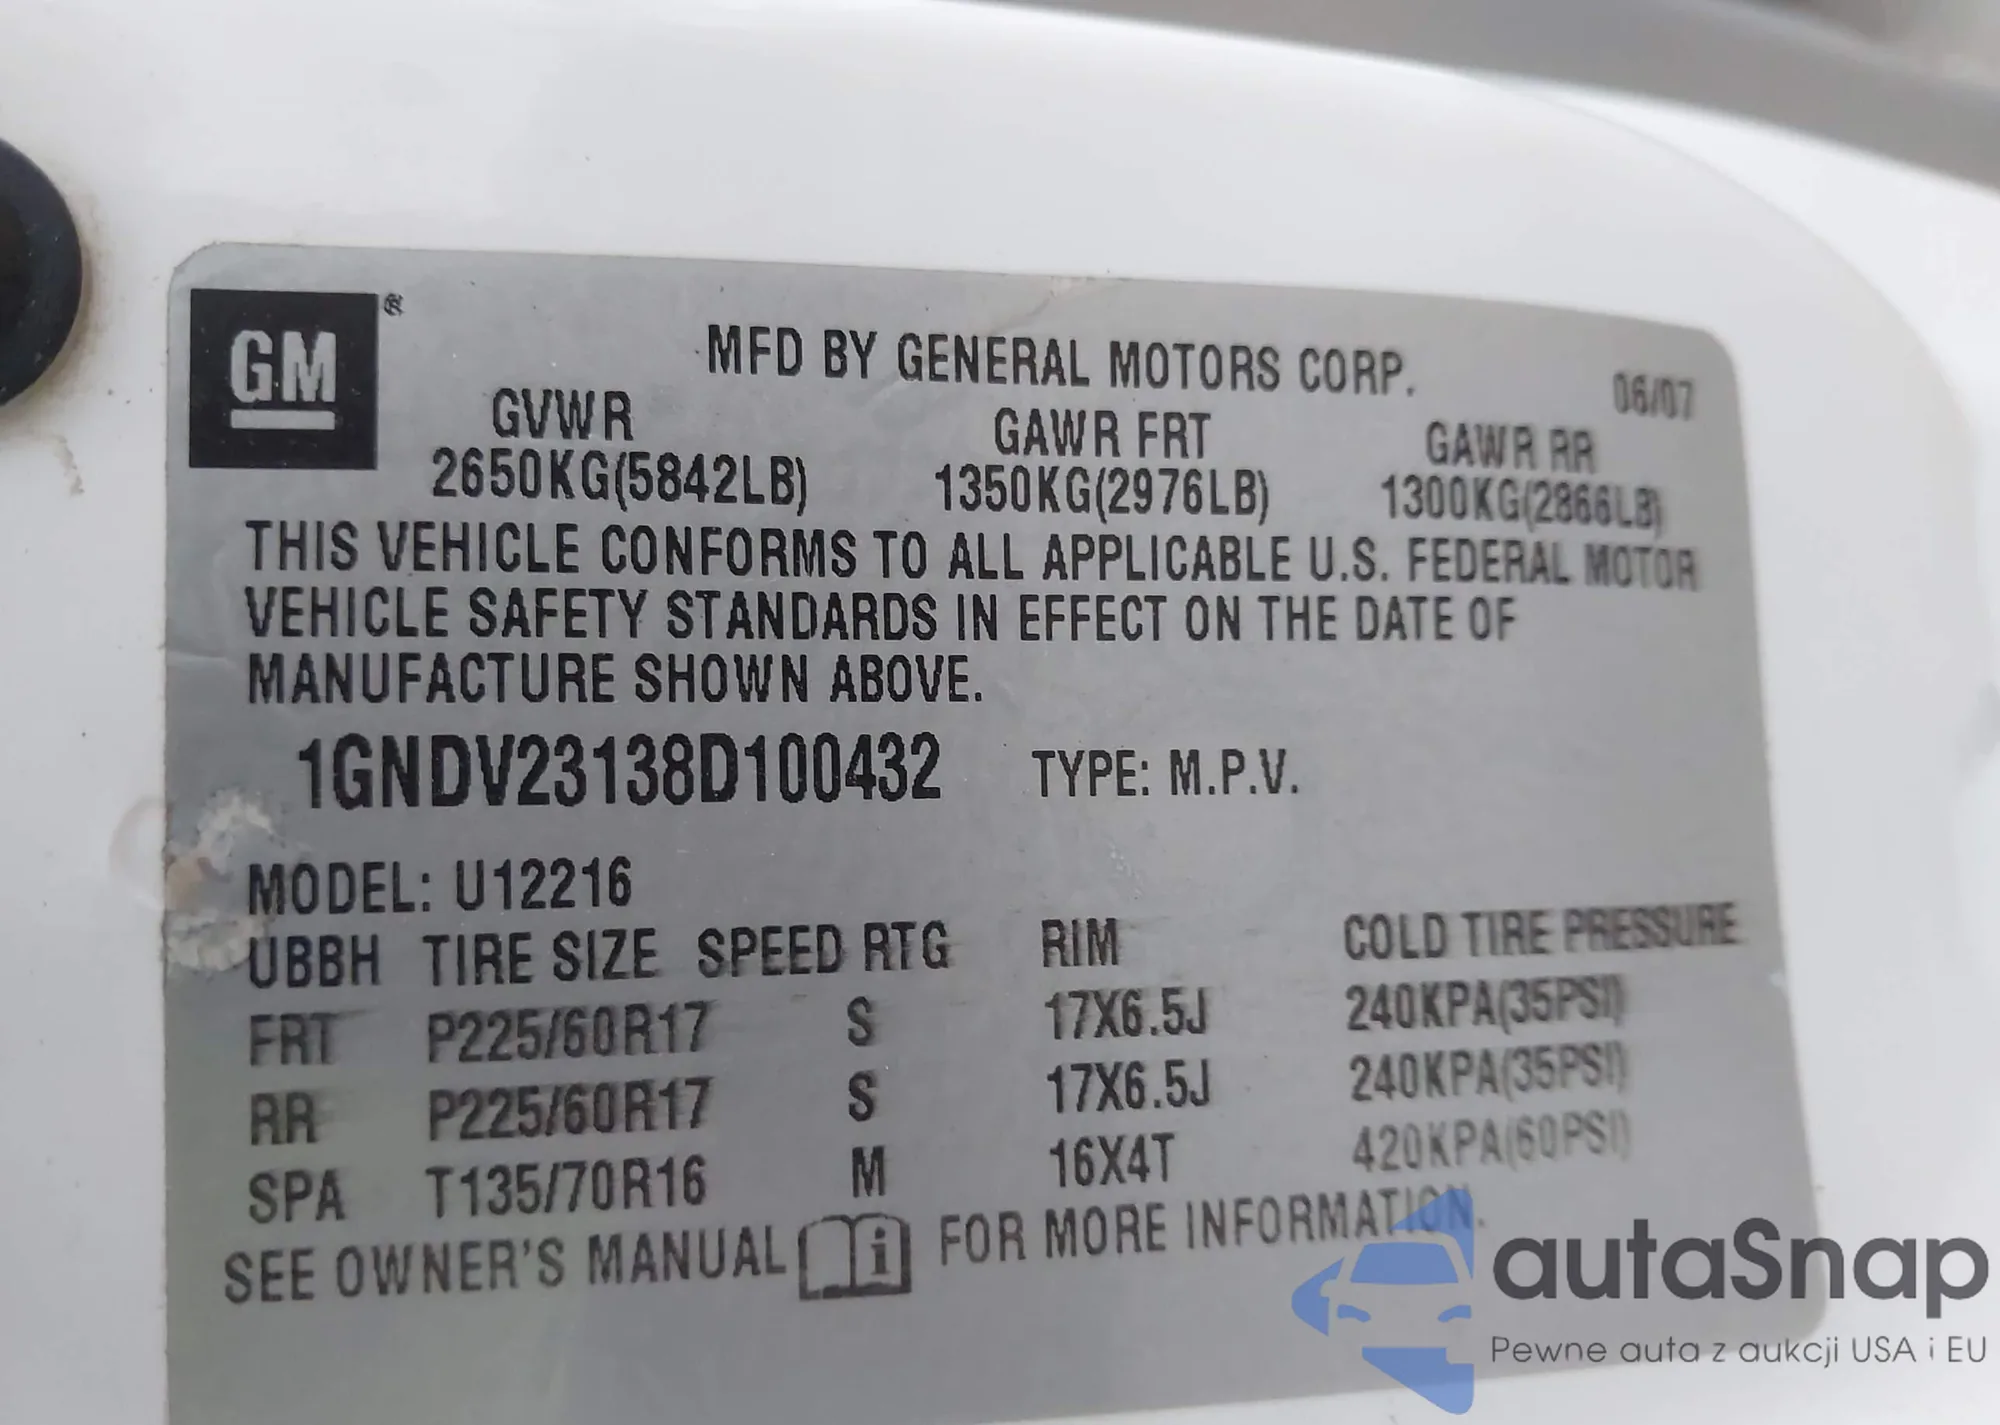 GM ®
MFD BY GENERAL MOTORS CORP.
06/07
GVWR GAWR FRT GAWR RR
2650KG(5842LB) 1350KG(2976LB) 1300KG(2866LB)
THIS VEHICLE CONFORMS TO ALL APPLICABLE U.S. FEDERAL MOTOR
VEHICLE SAFETY STANDARDS IN EFFECT ON THE DATE OF
MANUFACTURE SHOWN ABOVE.
1GNDV23138D100432 TYPE: M.P.V.
MODEL: U12216
UBBH TIRE SIZE SPEED RTG RIM COLD TIRE PRESSURE
FRT P225/60R17 S 17X6.5J 240KPA(35PSI)
RR P225/60R17 S 17X6.5J 240KPA(35PSI)
SPA T135/70R16 M 16X4T 420KPA(60PSI)
SEE OWNER'S MANUAL i FOR MORE INFORMATION.
autaSnap
Pewne auta z aukcji USA i EU